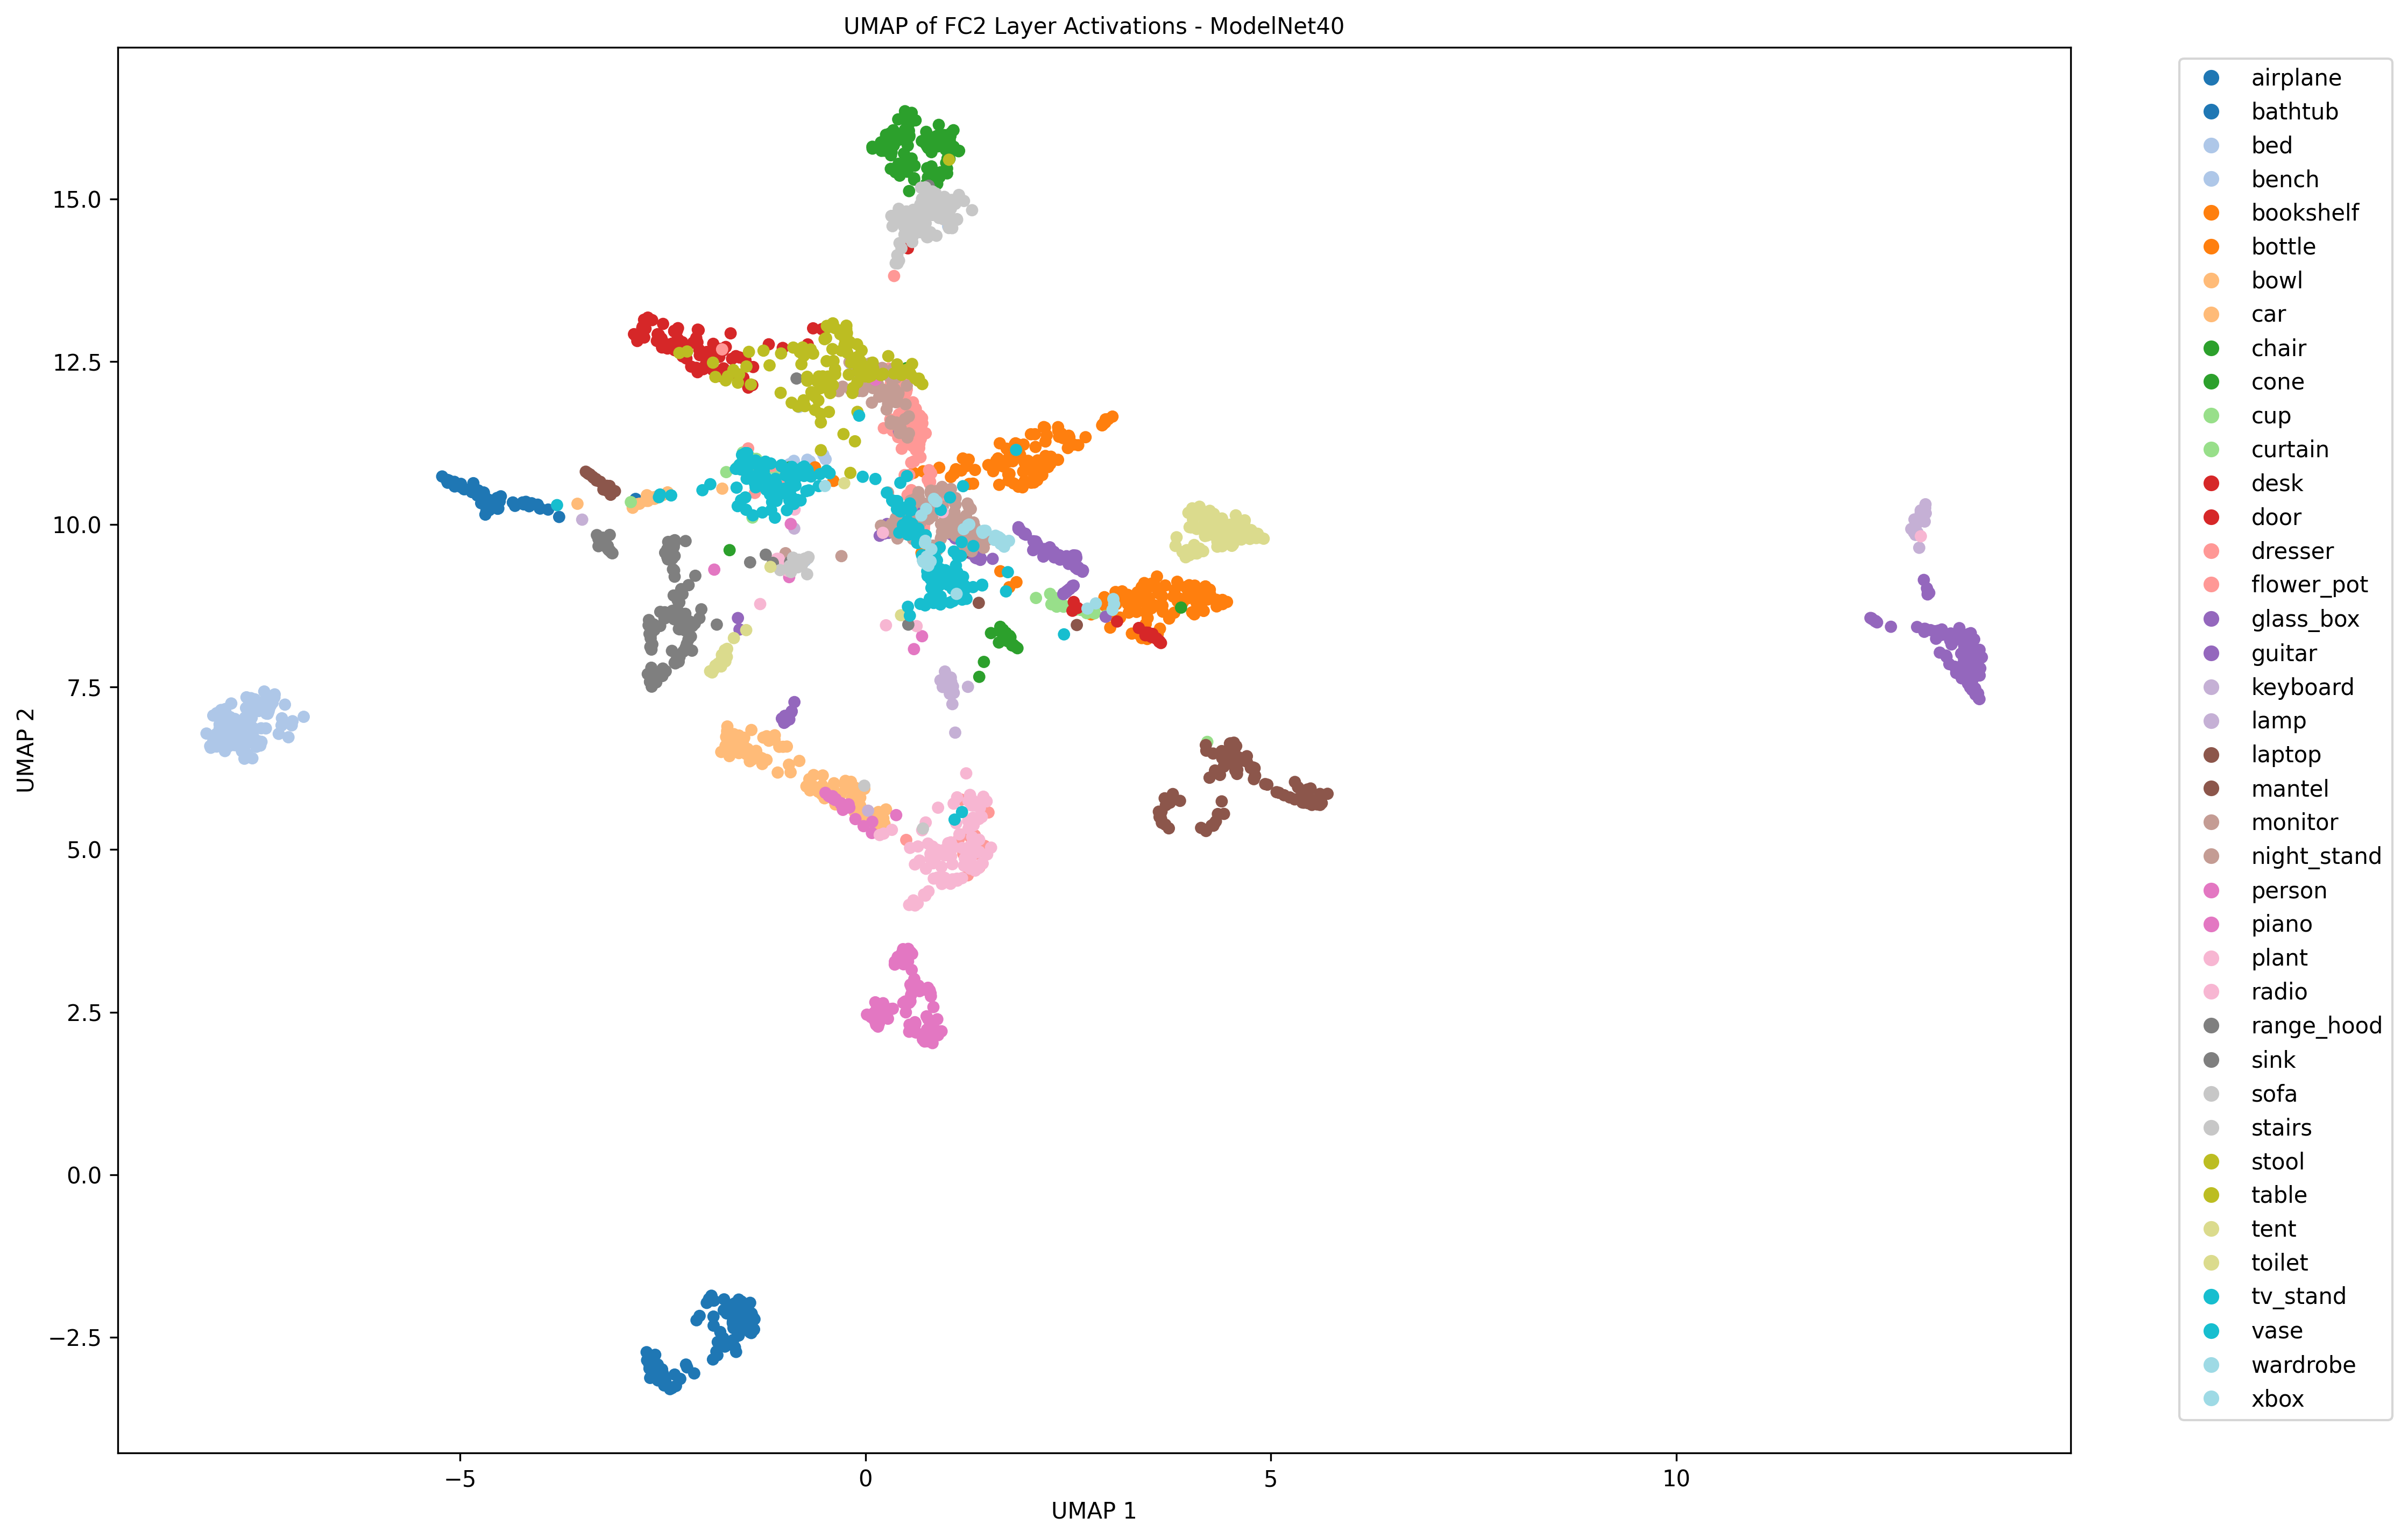 UMAP of FC2 Layer Activations - ModelNet40
UMAP 2
15.0
12.5
10.0
7.5
5.0
2.5
0.0
−2.5
−5
0
5
10
UMAP 1
airplane
bathtub
bed
bench
bookshelf
bottle
bowl
car
chair
cone
cup
curtain
desk
door
dresser
flower_pot
glass_box
guitar
keyboard
lamp
laptop
mantel
monitor
night_stand
person
piano
plant
radio
range_hood
sink
sofa
stairs
stool
table
tent
toilet
tv_stand
vase
wardrobe
xbox